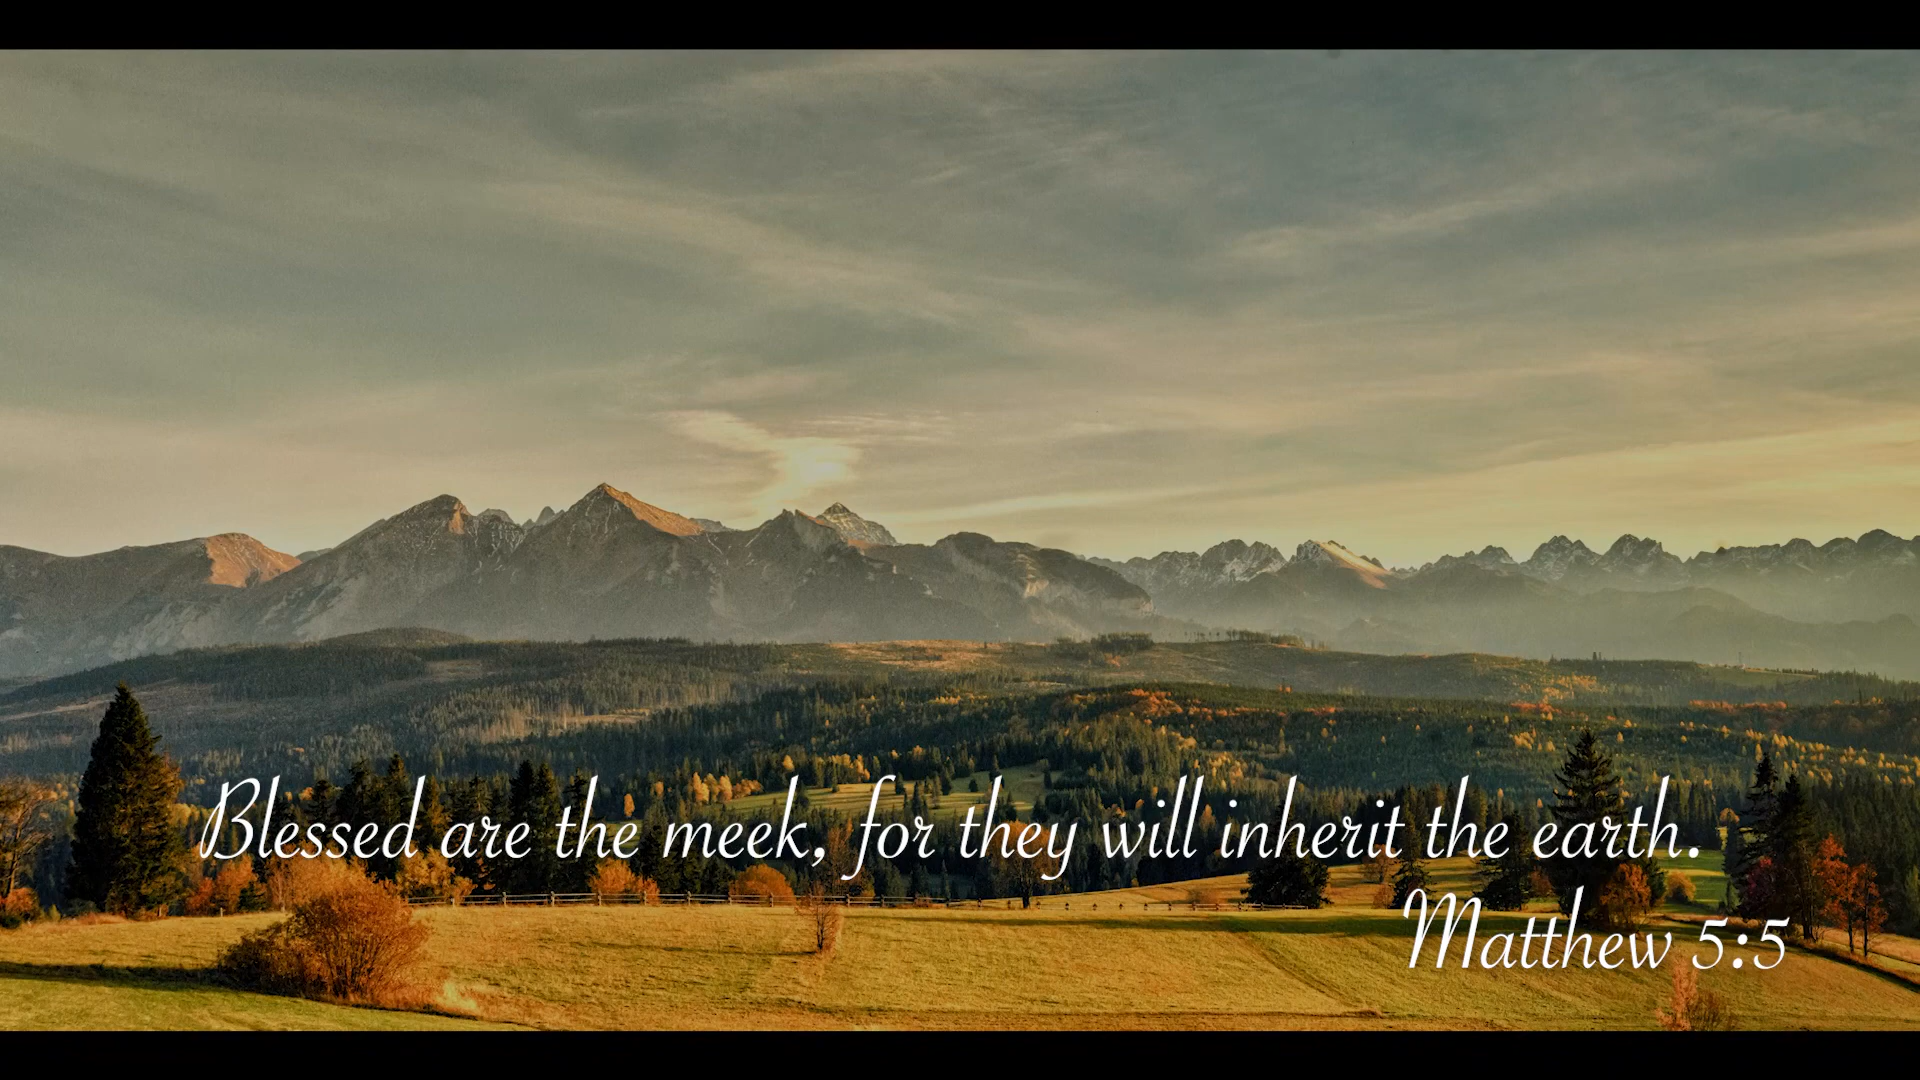 Blessed are the meek, for they will inherit the earth.
Matthew 5:5